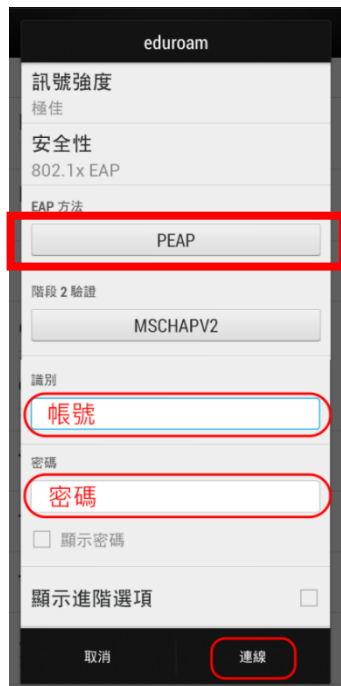 eduroam
訊號強度
極佳
安全性
802.1x EAP
EAP 方法
PEAP
階段 2 驗證
MSCHAPV2
識別
帳號
密碼
密碼
顯示密碼
顯示進階選項
取消 連線